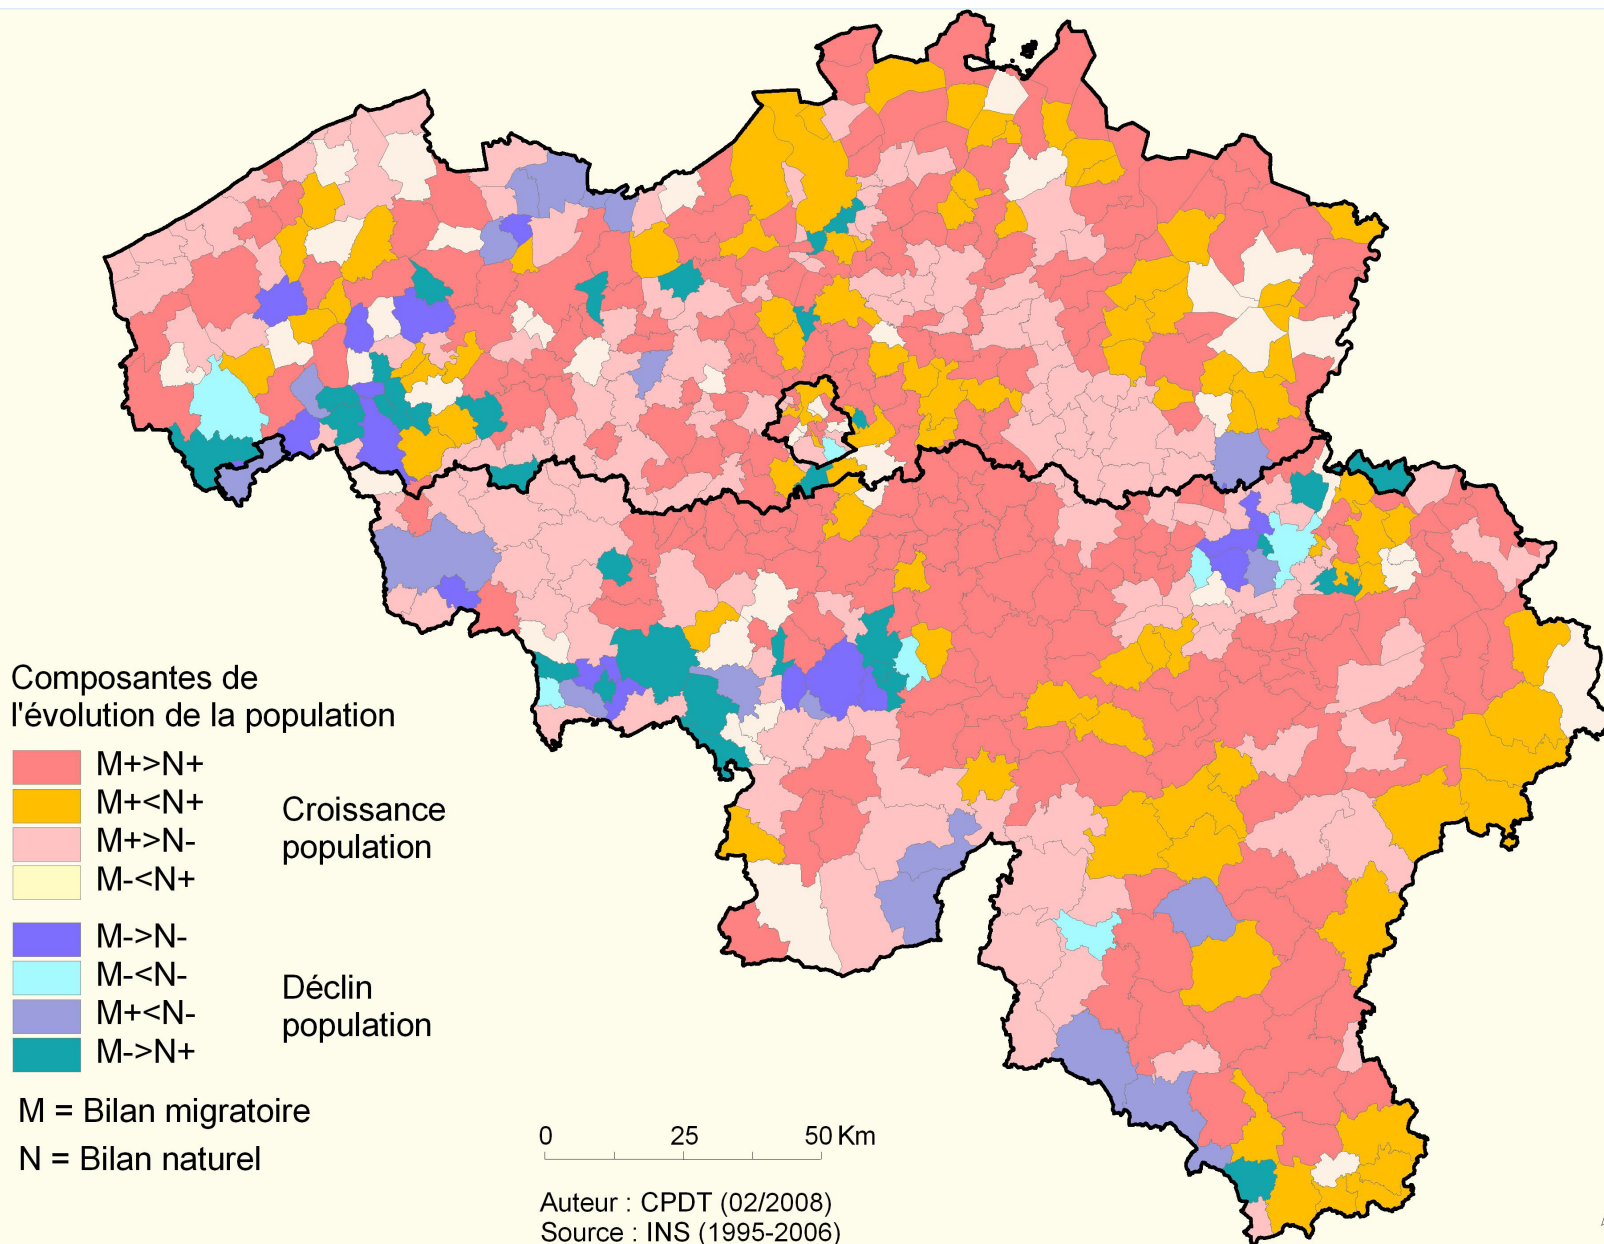 Composantes de
l'évolution de la population
M+>N+
M+<N+
M+>N-
M-<N+
Croissance
population
M->N-
M-<N-
M+<N-
M->N+
Déclin
population
M = Bilan migratoire
N = Bilan naturel
0 25 50 Km
Auteur : CPDT (02/2008)
Source : INS (1995-2006)